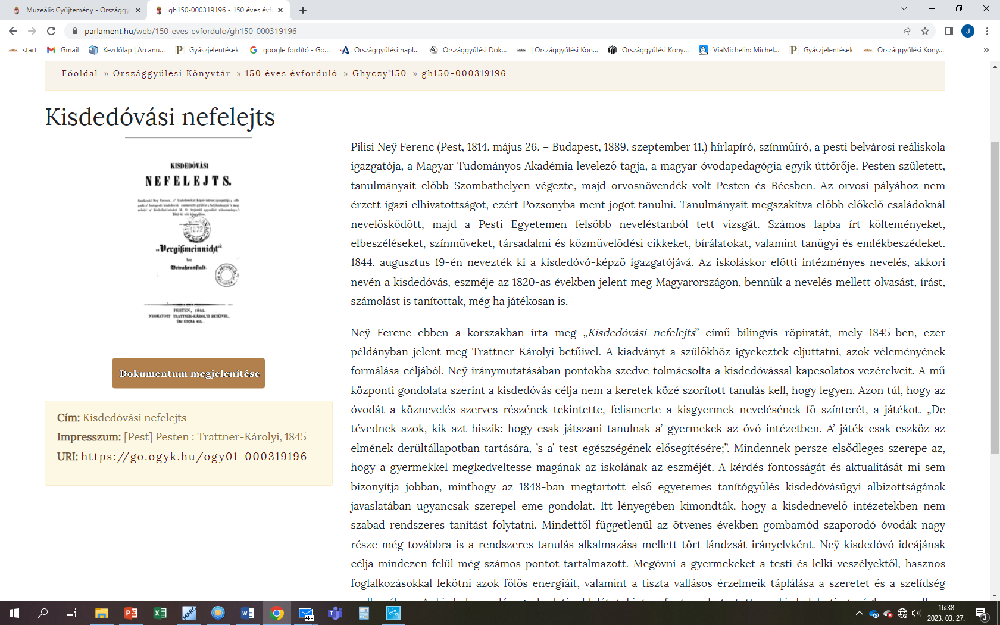 Muzeális Gyűjtemény - Országgy
gh150-000319196 - 150 éves évf
parlament.hu/web/150-eves-evfordulo/gh150-000319196
J
start
Gmail
Kezdőlap | Arcanu...
Gyászjelentések
google fordító - Go...
Országgyűlési napl...
Országgyűlési Dok...
| Országgyűlési Kön...
Országgyűlési Köny...
ViaMichelin: Michel...
Gyászjelentések
Országgyűlési Köny...
»
Főoldal » Országgyűlési Könyvtár » 150 éves évforduló » Ghyczy'150 » gh150-000319196
Kisdedóvási nefelejts
KISDEDÓVÁSI
NEFELEJTS.
1872
„Vergißmeinnicht"
der
Bewahranstalt.
PESTEN, 1845.
NYOMATOTT TRATTNER-KÁROLYI BETŰIVEL.
ÚRI UTCZA 453.
Dokumentum megjelenítése
Cím: Kisdedóvási nefelejts
Impresszum: [Pest] Pesten : Trattner-Károlyi, 1845
URI: https://go.ogyk.hu/ogy01-000319196
Pilisi Neÿ Ferenc (Pest, 1814. május 26. – Budapest, 1889. szeptember 11.) hírlapíró, színműíró, a pesti belvárosi reáliskola
igazgatója, a Magyar Tudományos Akadémia levelező tagja, a magyar óvodapedagógia egyik úttörője. Pesten született,
tanulmányait előbb Szombathelyen végezte, majd orvosnövendék volt Pesten és Bécsben. Az orvosi pályához nem
érzett igazi elhivatottságot, ezért Pozsonyba ment jogot tanulni. Tanulmányait megszakítva előbb előkelő családoknál
nevelősködött, majd a Pesti Egyetemen felsőbb neveléstanból tett vizsgát. Számos lapba írt költeményeket,
elbeszéléseket, színműveket, társadalmi és közművelődési cikkeket, bírálatokat, valamint tanügyi és emlékbeszédeket.
1844. augusztus 19-én nevezték ki a kisdedóvó-képző igazgatójává. Az iskoláskor előtti intézményes nevelés, akkori
nevén a kisdedóvás, eszméje az 1820-as években jelent meg Magyarországon, bennük a nevelés mellett olvasást, írást,
számolást is tanítottak, még ha játékosan is.
Neÿ Ferenc ebben a korszakban írta meg „Kisdedóvási nefelejts” című bilingvis röpiratát, mely 1845-ben, ezer
példányban jelent meg Trattner-Károlyi betűivel. A kiadványt a szülőkhöz igyekeztek eljuttatni, azok véleményének
formálása céljából. Neÿ iránymutatásában pontokba szedve tolmácsolta a kisdedóvással kapcsolatos vezérelveit. A mű
központi gondolata szerint a kisdedóvás célja nem a keretek közé szorított tanulás kell, hogy legyen. Azon túl, hogy az
óvodát a köznevelés szerves részének tekintette, felismerte a kisgyermek nevelésének fő színterét, a játékot. „De
tévednek azok, kik azt hiszik: hogy csak játszani tanulnak a’ gyermekek az óvó intézetben. A’ játék csak eszköz az
elmének derültállapotban tartására, ’s a’ test egészségének elősegítésére;”. Mindennek persze elsődleges szerepe az,
hogy a gyermekkel megkedveltesse magának az iskolának az eszméjét. A kérdés fontosságát és aktualitását mi sem
bizonyítja jobban, minthogy az 1848-ban megtartott első egyetemes tanítógyűlés kisdedóvásügyi albizottságának
javaslatában ugyancsak szerepel eme gondolat. Itt lényegében kimondták, hogy a kisdednevelő intézetekben nem
szabad rendszeres tanítást folytatni. Mindettől függetlenül az ötvenes években gombamód szaporodó óvodák nagy
része még továbbra is a rendszeres tanulás alkalmazása mellett tört lándzsát irányelvként. Neÿ kisdedóvó ideájának
célja mindezen felül még számos pontot tartalmazott. Megóvni a gyermekeket a testi és lelki veszélyektől, hasznos
foglalkozásokkal lekötni azok fölös energiáit, valamint a tiszta vallásos érzelmeik táplálása a szeretet és a szelídség
MARC
4k+
16:38
2023. 03. 27.
3